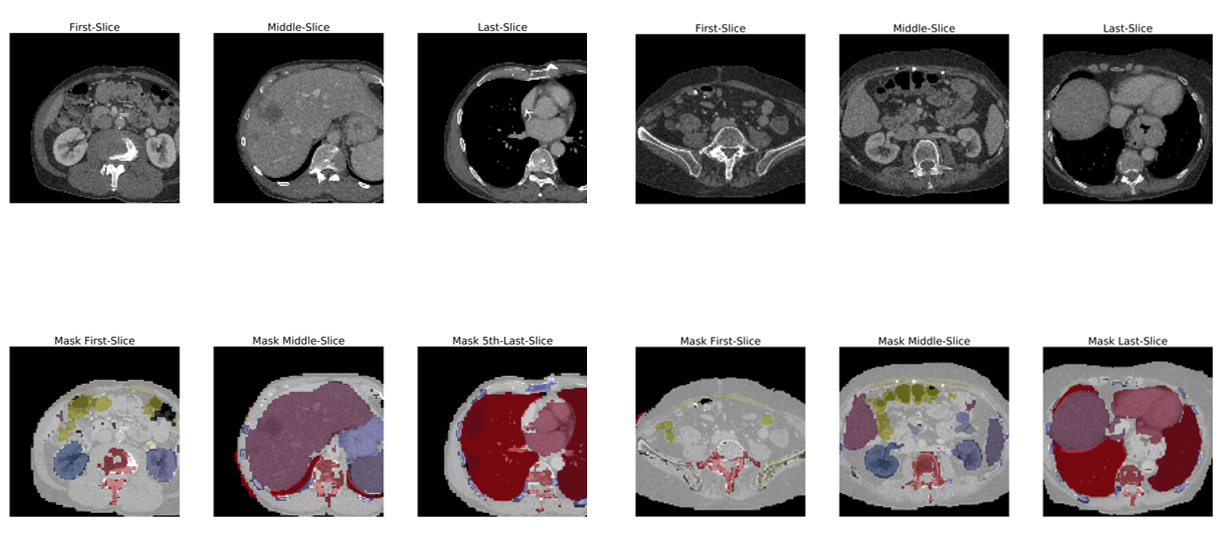 First-Slice
Middle-Slice
Last-Slice
First-Slice
Middle-Slice
Last-Slice
Mask First-Slice
Mask Middle-Slice
Mask 5th-Last-Slice
Mask First-Slice
Mask Middle-Slice
Mask Last-Slice